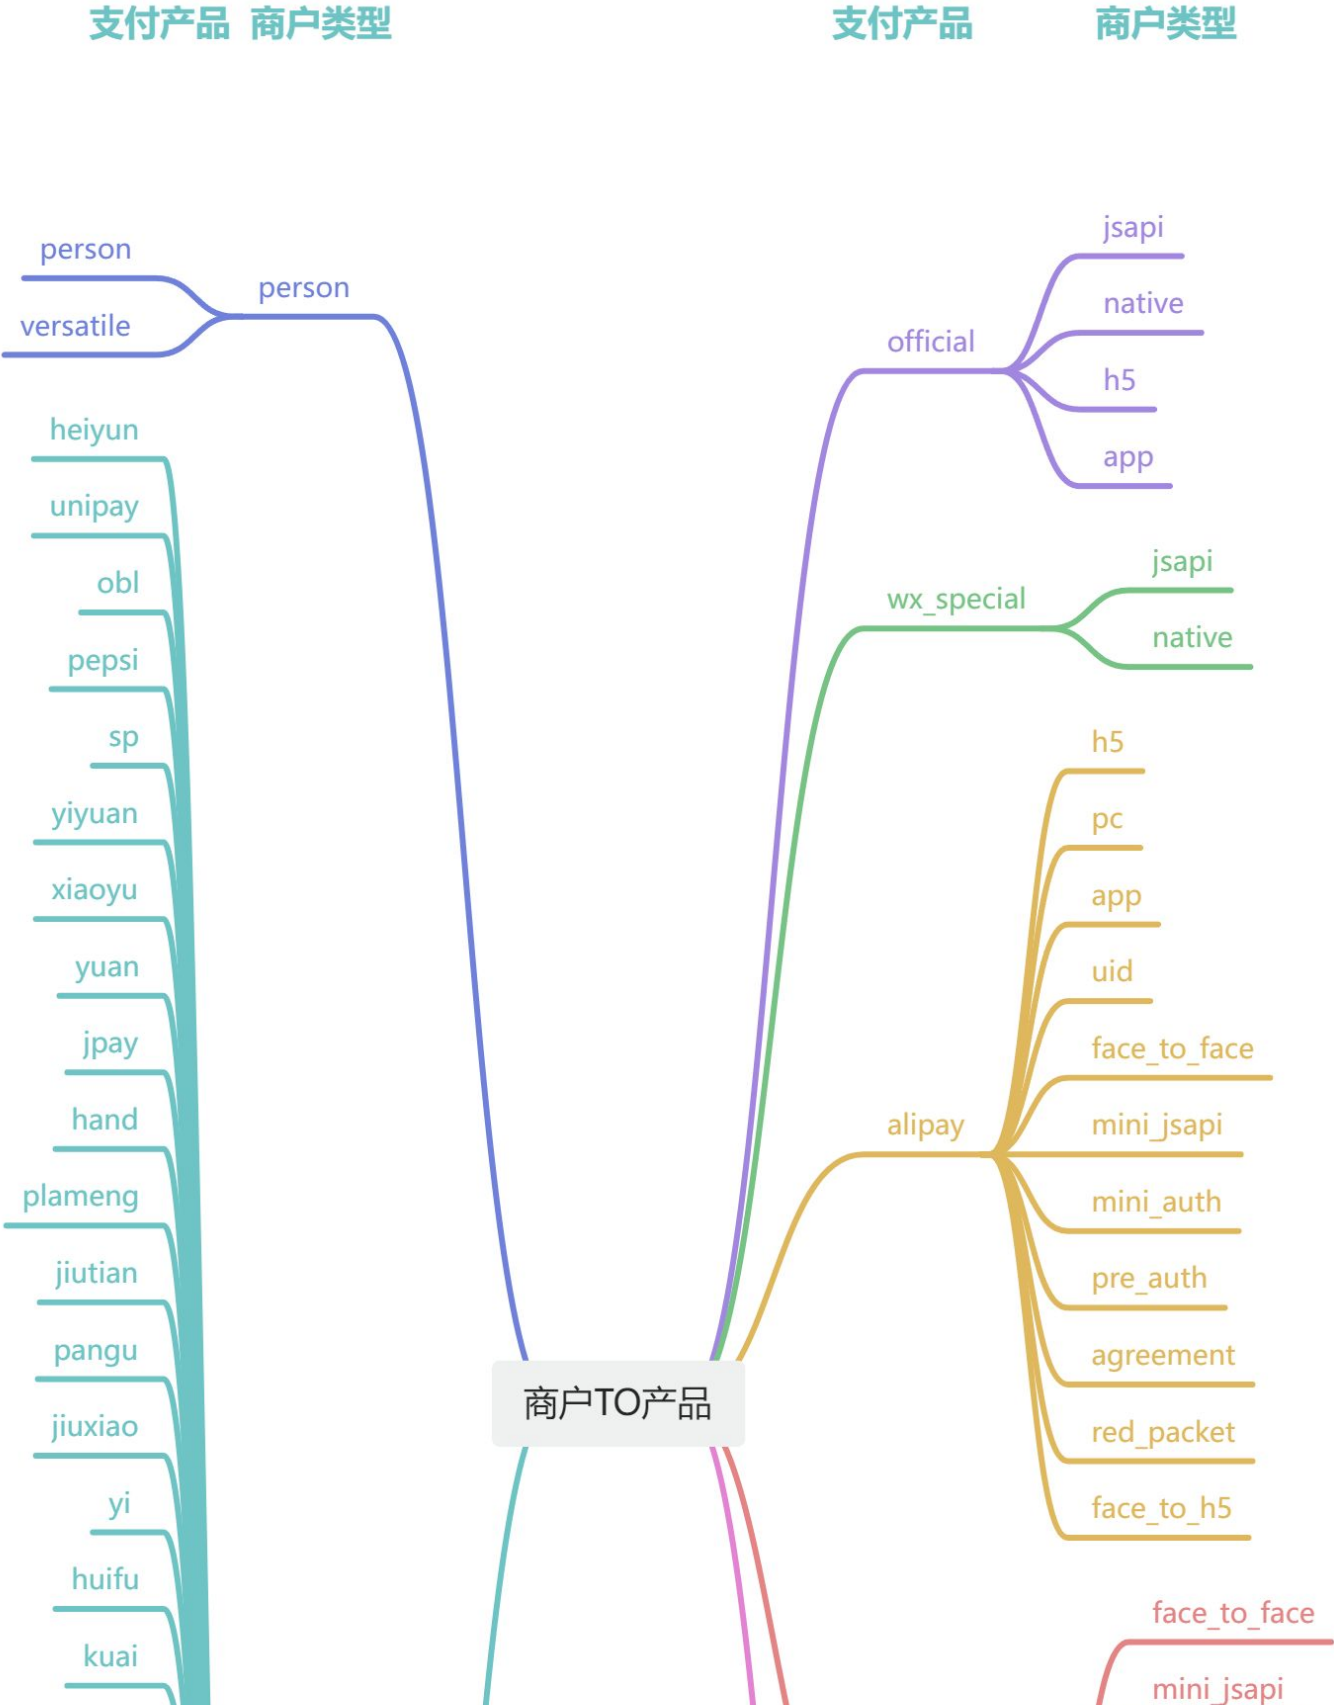 支付产品 商户类型
支付产品 商户类型
person
person
versatile
heiyun
unipay
obl
pepsi
sp
yiyuan
xiaoyu
yuan
jpay
hand
plameng
jiutian
pangu
jiuxiao
yi
huifu
kuai
商户TO产品
official
jsapi
native
h5
app
wx_special
jsapi
native
alipay
h5
pc
app
uid
face_to_face
mini_jsapi
mini_auth
pre_auth
agreement
red_packet
face_to_h5
face_to_face
mini_jsapi